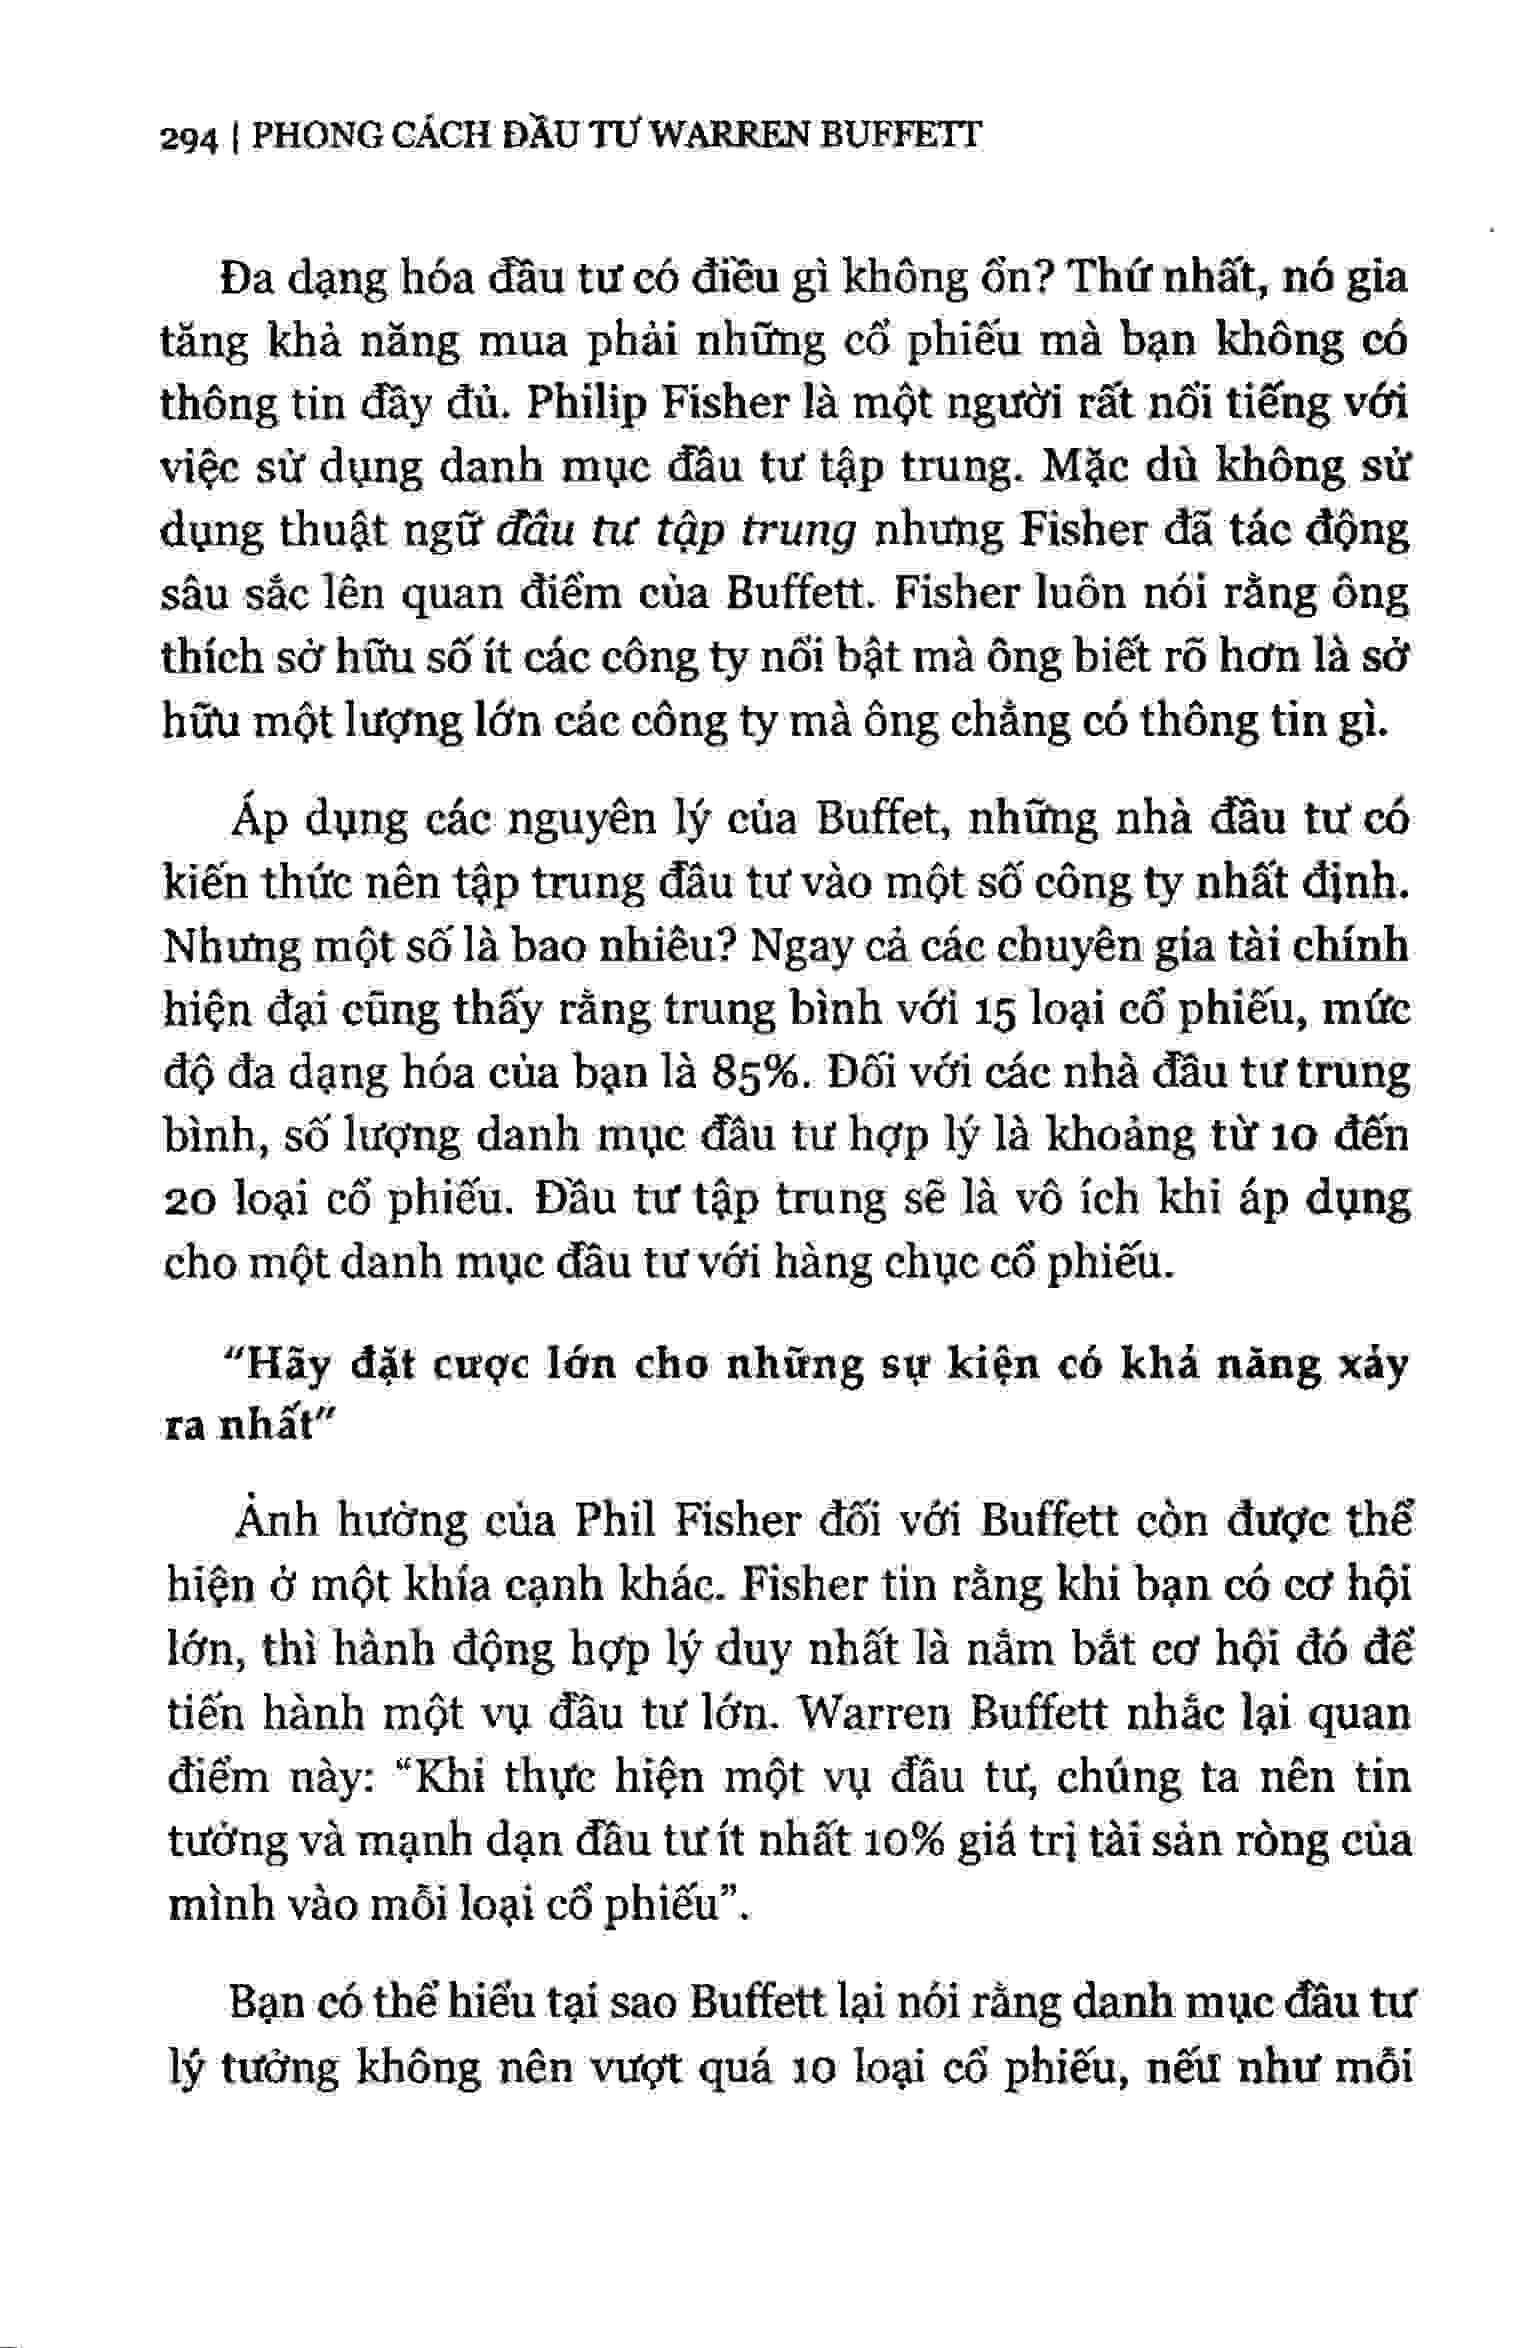 294 | PHONG CÁCH ĐẦU TƯ WARREN BUFFETT
Đa dạng hóa đầu tư có điều gì không ổn? Thứ nhất, nó gia
tăng khả năng mua phải những cổ phiếu mà bạn không có
thông tin đầy đủ. Philip Fisher là một người rất nổi tiếng với
việc sử dụng danh mục đầu tư tập trung. Mặc dù không sử
dụng thuật ngữ đầu tư tập trung nhưng Fisher đã tác động
sâu sắc lên quan điểm của Buffett. Fisher luôn nói rằng ông
thích sở hữu số ít các công ty nổi bật mà ông biết rõ hơn là sở
hữu một lượng lớn các công ty mà ông chẳng có thông tin gì.
Áp dụng các nguyên lý của Buffet, những nhà đầu tư có
kiến thức nên tập trung đầu tư vào một số công ty nhất định.
Nhưng một số là bao nhiêu? Ngay cả các chuyên gia tài chính
hiện đại cũng thấy rằng trung bình với 15 loại cổ phiếu, mức
độ đa dạng hóa của bạn là 85%. Đối với các nhà đầu tư trung
bình, số lượng danh mục đầu tư hợp lý là khoảng từ 10 đến
20 loại cổ phiếu. Đầu tư tập trung sẽ là vô ích khi áp dụng
cho một danh mục đầu tư với hàng chục cổ phiếu.
"Hãy đặt cược lớn cho những sự kiện có khả năng xảy
ra nhất"
Ảnh hưởng của Phil Fisher đối với Buffett còn được thể
hiện ở một khía cạnh khác. Fisher tin rằng khi bạn có cơ hội
lớn, thì hành động hợp lý duy nhất là nắm bắt cơ hội đó để
tiến hành một vụ đầu tư lớn. Warren Buffett nhắc lại quan
điểm này: “Khi thực hiện một vụ đầu tư, chúng ta nên tin
tưởng và mạnh dạn đầu tư ít nhất 10% giá trị tài sản ròng của
mình vào mỗi loại cổ phiếu”.
Bạn có thể hiểu tại sao Buffett lại nói rằng danh mục đầu tư
lý tưởng không nên vượt quá 10 loại cổ phiếu, nếu như mỗi